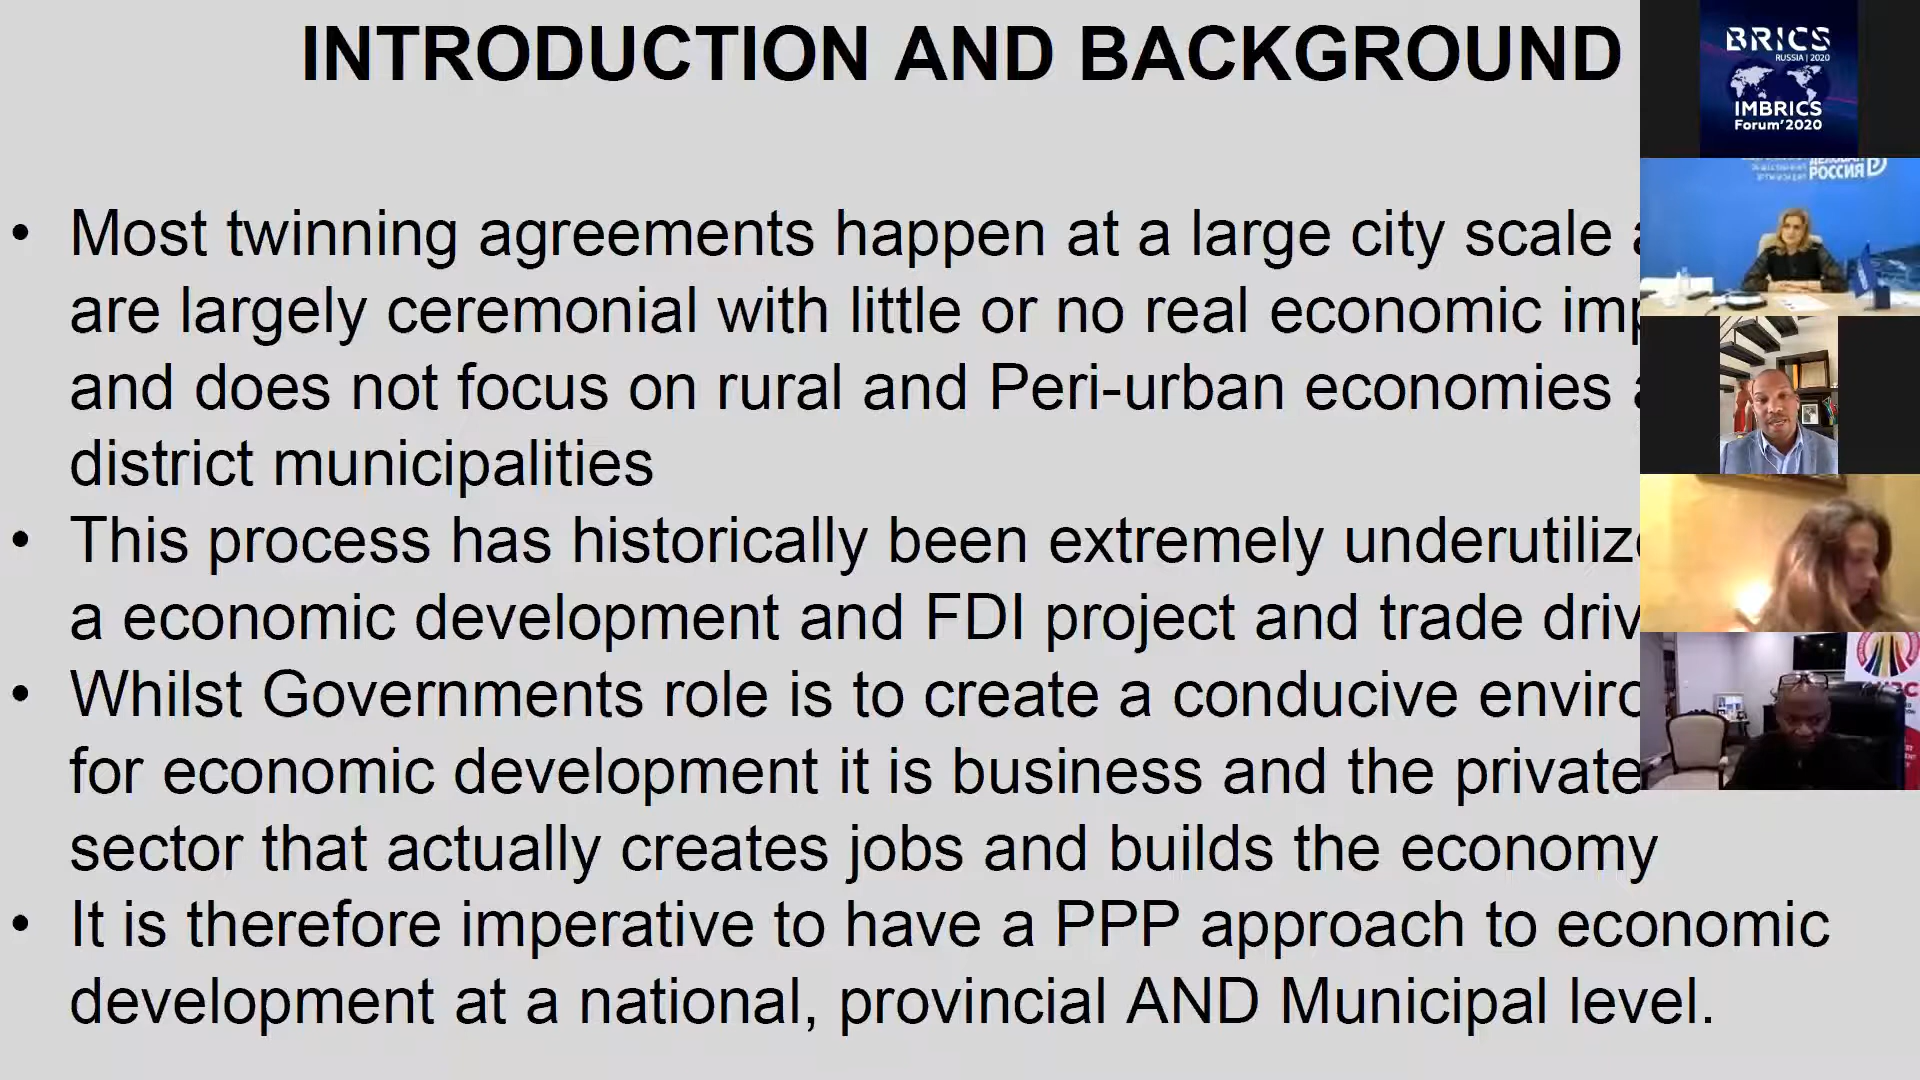 INTRODUCTION AND BACKGROUND
• Most twinning agreements happen at a large city scale
are largely ceremonial with little or no real economic
and does not focus on rural and Peri-urban economies
district municipalities
• This process has historically been extremely
a economic development and FDI project and trade
• Whilst Governments role is to create a conducive
for economic development it is business and the private
sector that actually creates jobs and builds the economy
• It is therefore imperative to have a PPP approach to economic
development at a national, provincial AND Municipal level.
BRICS
RUSSIA | 2020
IMBRICS
Forum'2020
РОССИЯ